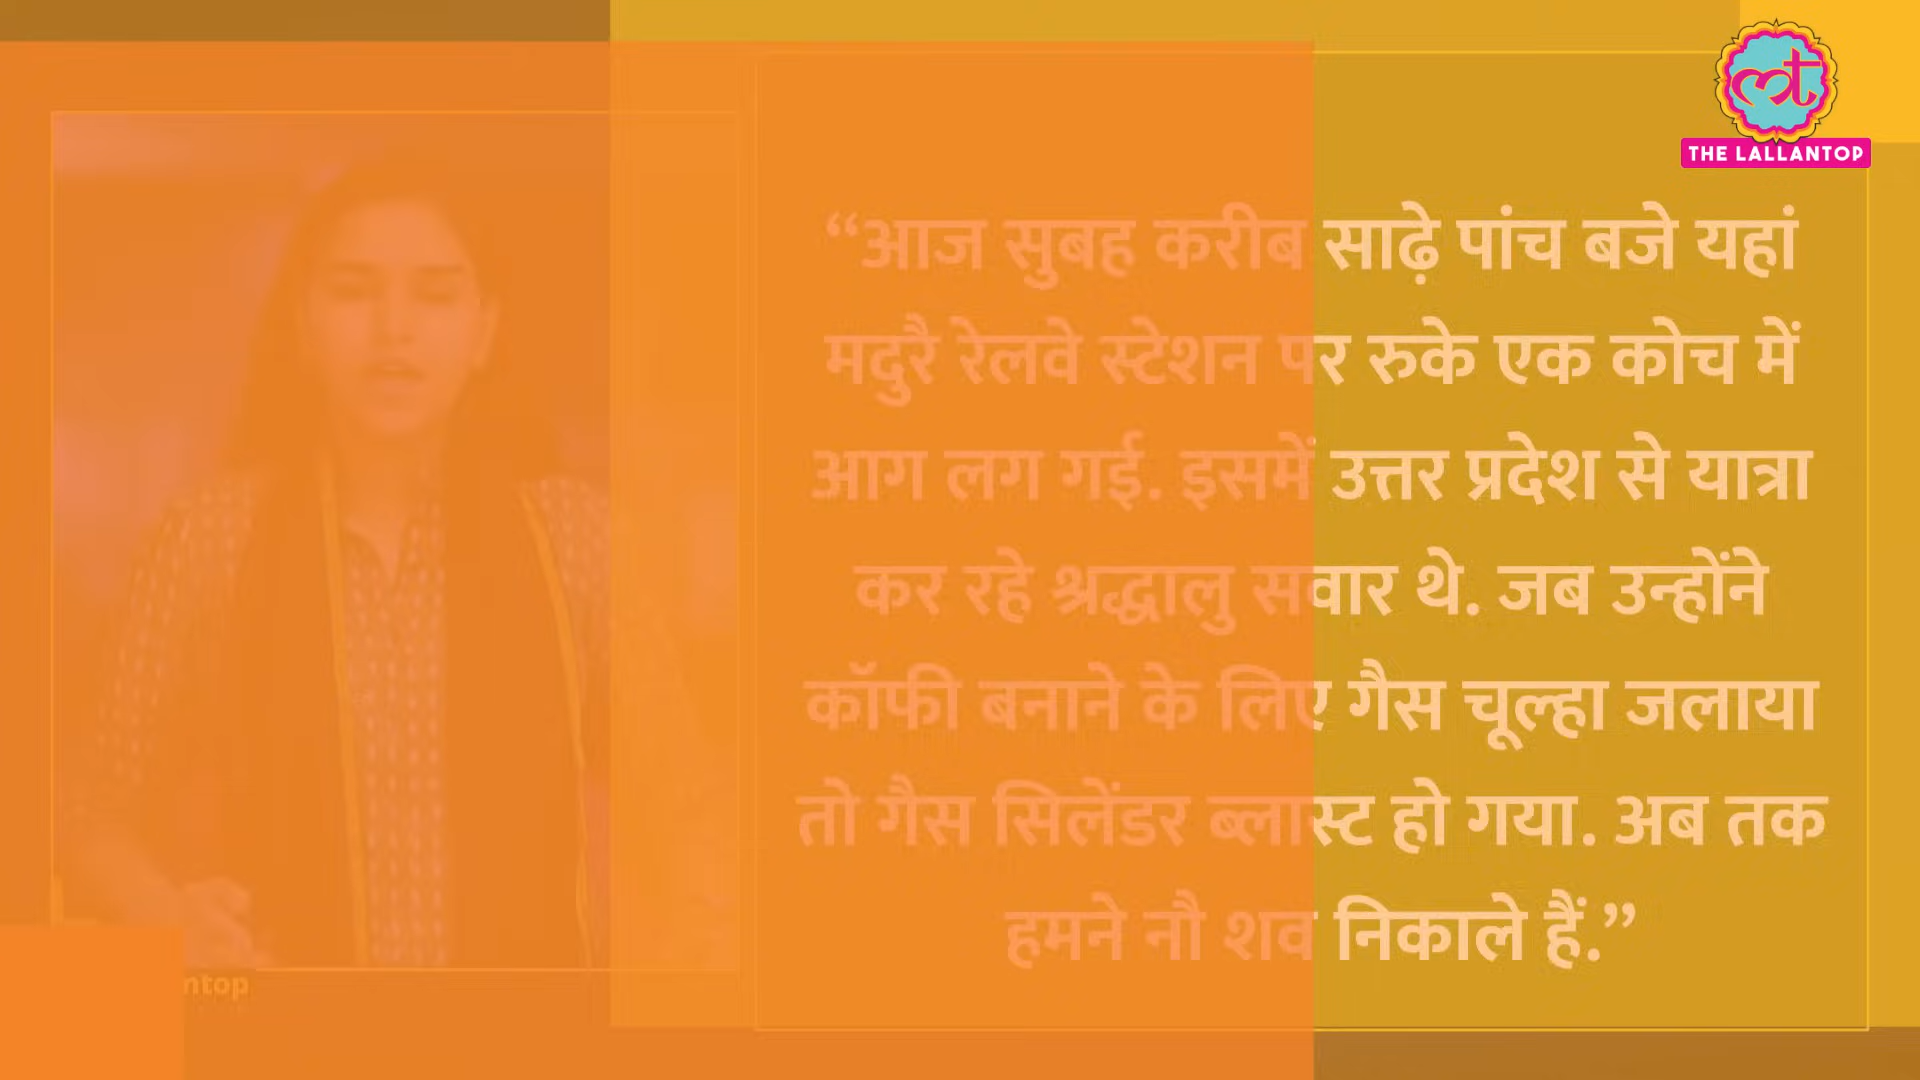 THE LALLANTOP
“आज सुबह करीब साढ़े पांच बजे यहां
मदुरै रेलवे स्टेशन पर रुके एक कोच में
आग लग गई. इसमें उत्तर प्रदेश से यात्रा
कर रहे श्रद्धालु सवार थे. जब उन्होंने
कॉफी बनाने के लिए गैस चूल्हा जलाया
तो गैस सिलेंडर ब्लास्ट हो गया. अब तक
हमने नौ शव निकाले हैं.”
ntop